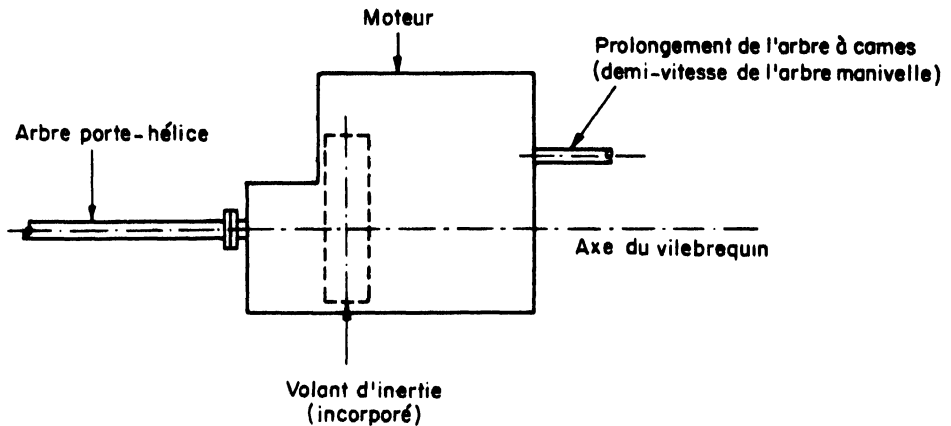 Moteur
Prolongement de l'arbre à cames
(demi-vitesse de l'arbre manivelle)
Arbre porte-hélice
Axe du vilebrequin
Volant d'inertie
(incorporé)